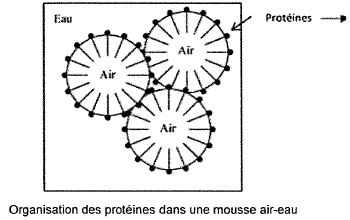 Eau
Protéines
Air
Air
Air
Organisation des protéines dans une mousse air-eau